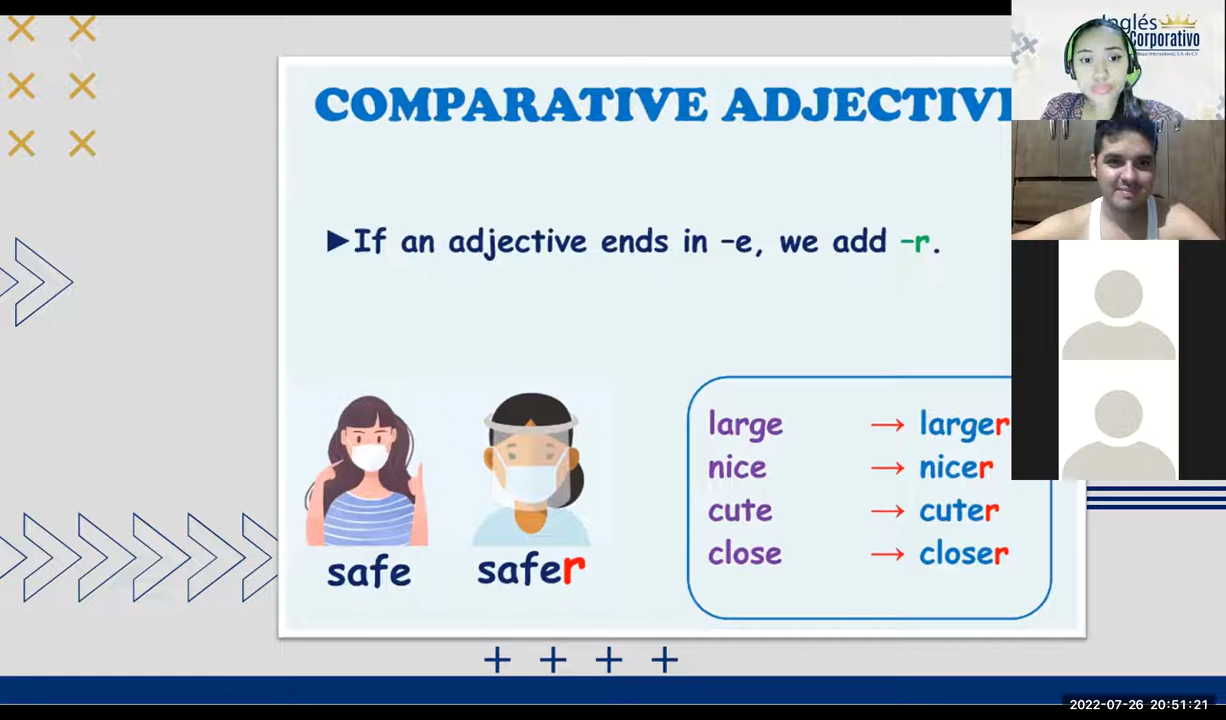 COMPARATIVE ADJECTIV
►If an adjective ends in –e, we add –r.
large → larger
nice → nicer
cute → cuter
close → closer
safe
safer
Inglés
Corporativo
2022-07-26 20:51:21